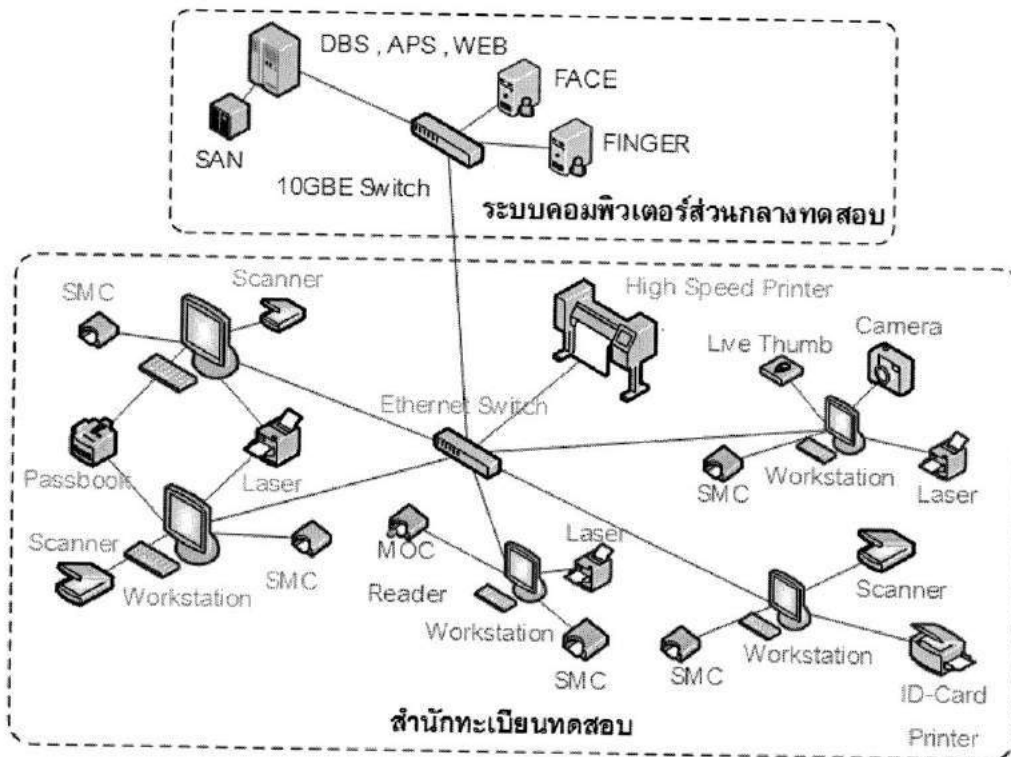 DBS , APS , WEB
FACE
SAN
FINGER
10GBE Switch
ระบบคอมพิวเตอร์ส่วนกลางทดสอบ
SMC
Scanner
High Speed Printer
Live Thumb
Camera
Ethernet Switch
Passbook
Laser
SMC
Workstation
Laser
Scanner
Workstation
SMC
MOC
Reader
Laser
Workstation
SMC
Scanner
SMC
Workstation
ID-Card
Printer
สำนักทะเบียนทดสอบ